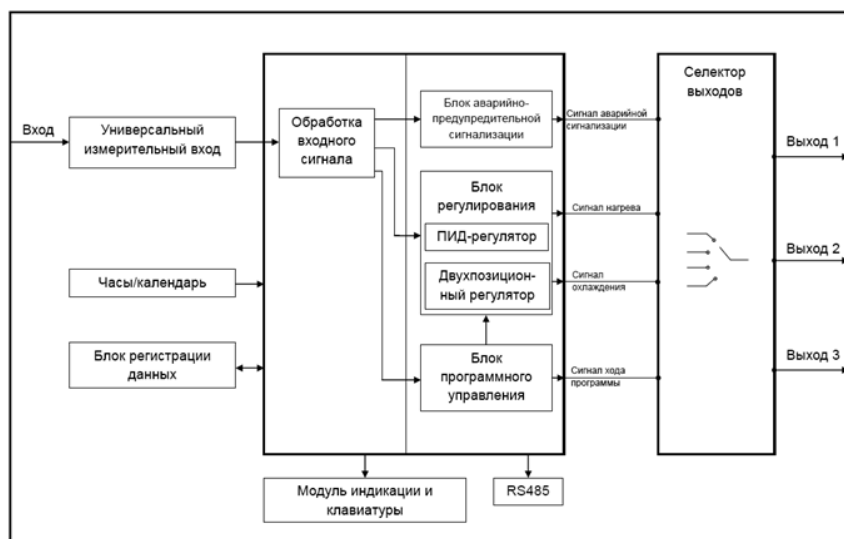 Вход
Универсальный
измерительный вход
Часы/календарь
Блок регистрации
данных
Обработка
входного
сигнала
Блок аварийно-
предупредительной
сигнализации
Блок
регулирования
ПИД-регулятор
Двухпозицион-
ный регулятор
Блок
программного
управления
Модуль индикации и
клавиатуры
RS485
Сигнал аварийной
сигнализации
Сигнал нагрева
Сигнал
охлаждения
Сигнал хода
программы
Селектор
выходов
Выход 1
Выход 2
Выход 3